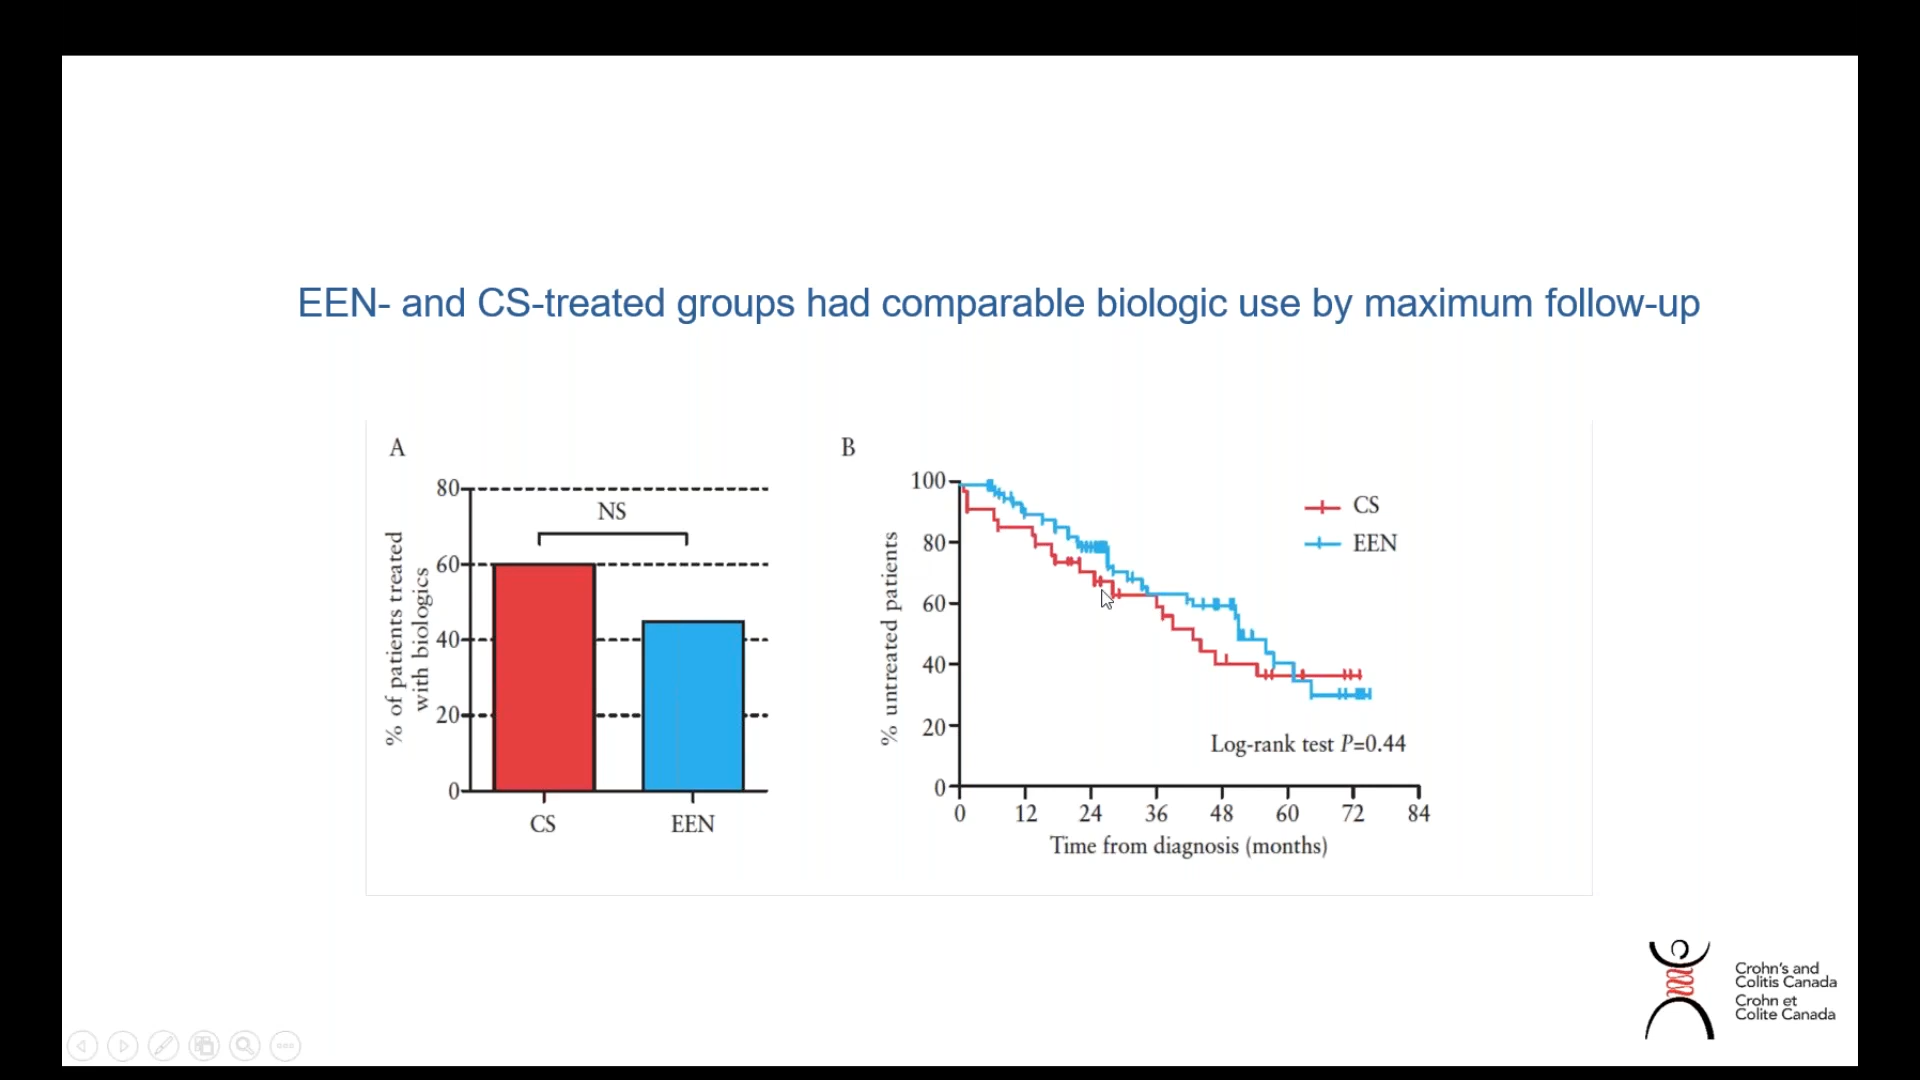 EEN- and CS-treated groups had comparable biologic use by maximum follow-up
A
% of patients treated
with biologics
80
60
40
20
0
NS
CS
EEN
B
% untreated patients
100
80
60
40
20
0
CS
EEN
Log-rank test P=0.44
0 12 24 36 48 60 72 84
Time from diagnosis (months)
Crohn's and
Colitis Canada
Crohn et
Colite Canada